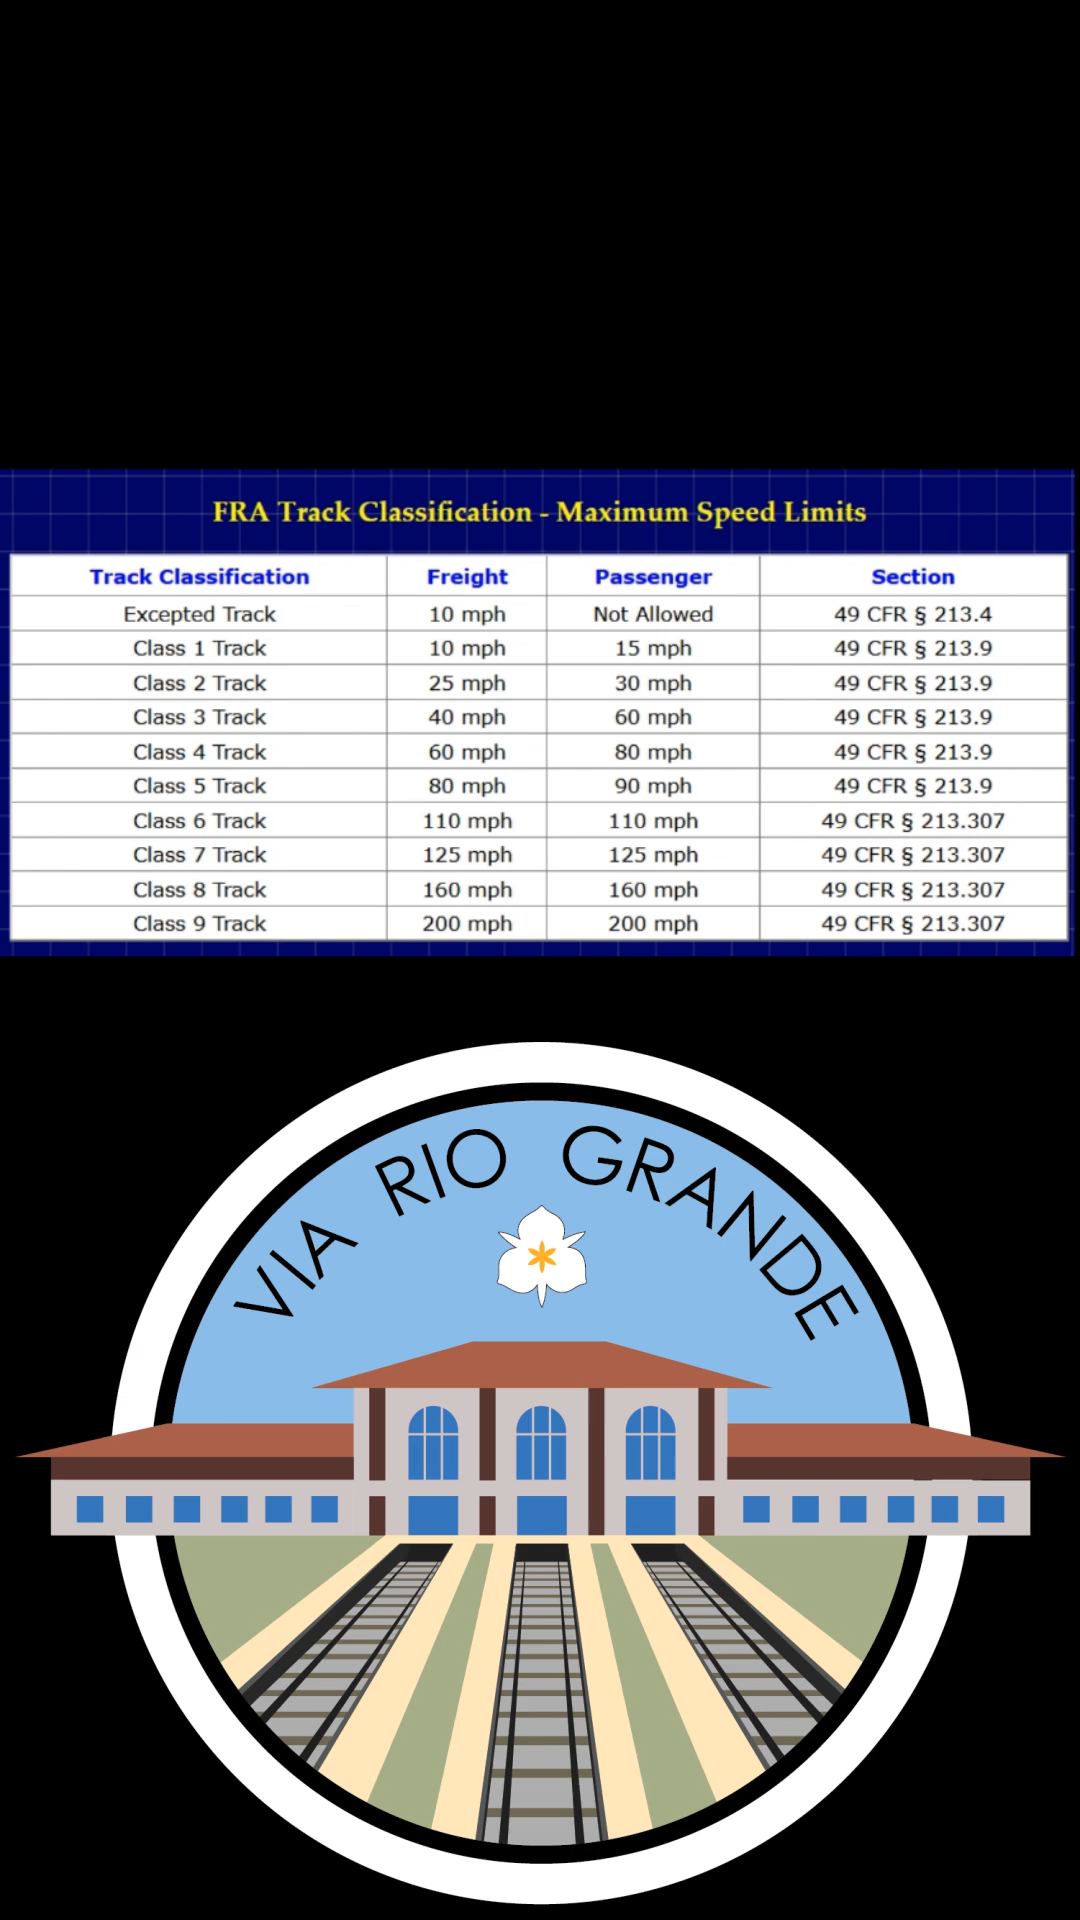 FRA Track Classification - Maximum Speed Limits
Track Classification Freight Passenger Section
Excepted Track 10 mph Not Allowed 49 CFR § 213.4
Class 1 Track 10 mph 15 mph 49 CFR § 213.9
Class 2 Track 25 mph 30 mph 49 CFR § 213.9
Class 3 Track 40 mph 60 mph 49 CFR § 213.9
Class 4 Track 60 mph 80 mph 49 CFR § 213.9
Class 5 Track 80 mph 90 mph 49 CFR § 213.9
Class 6 Track 110 mph 110 mph 49 CFR § 213.307
Class 7 Track 125 mph 125 mph 49 CFR § 213.307
Class 8 Track 160 mph 160 mph 49 CFR § 213.307
Class 9 Track 200 mph 200 mph 49 CFR § 213.307
VIA RIO GRANDE